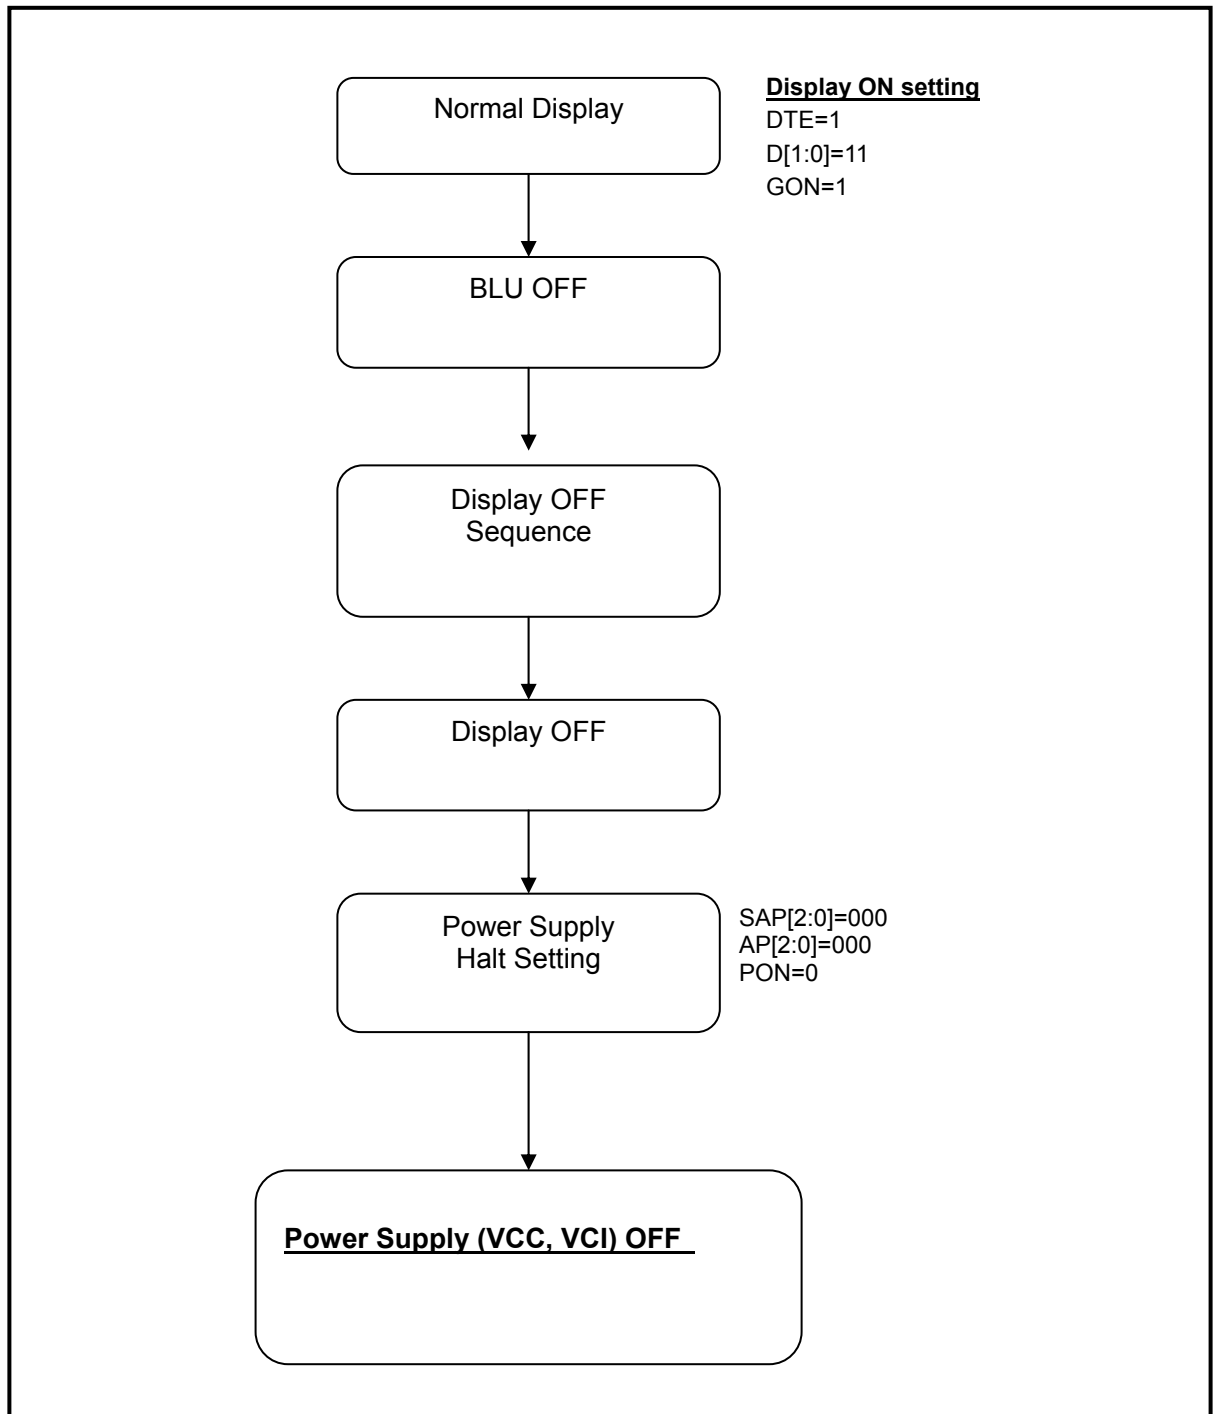 Normal Display
Display ON setting
DTE=1
D[1:0]=11
GON=1
BLU OFF
Display OFF
Sequence
Display OFF
Power Supply
Halt Setting
SAP[2:0]=000
AP[2:0]=000
PON=0
Power Supply (VCC, VCI) OFF